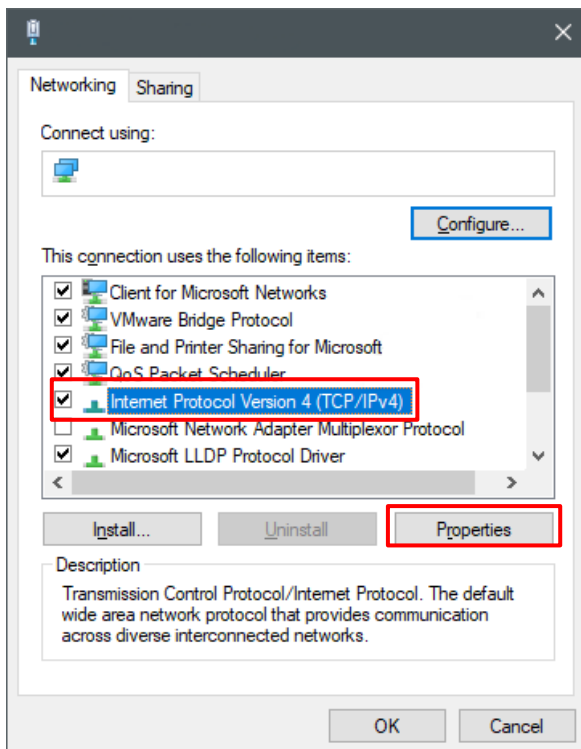 Networking
Sharing
Connect using:
Configure...
This connection uses the following items:
Client for Microsoft Networks
VMware Bridge Protocol
File and Printer Sharing for Microsoft
QoS Packet Scheduler
Internet Protocol Version 4 (TCP/IPv4)
Microsoft Network Adapter Multiplexor Protocol
Microsoft LLDP Protocol Driver
Install...
Uninstall
Properties
Description
Transmission Control Protocol/Internet Protocol. The default
wide area network protocol that provides communication
across diverse interconnected networks.
OK
Cancel